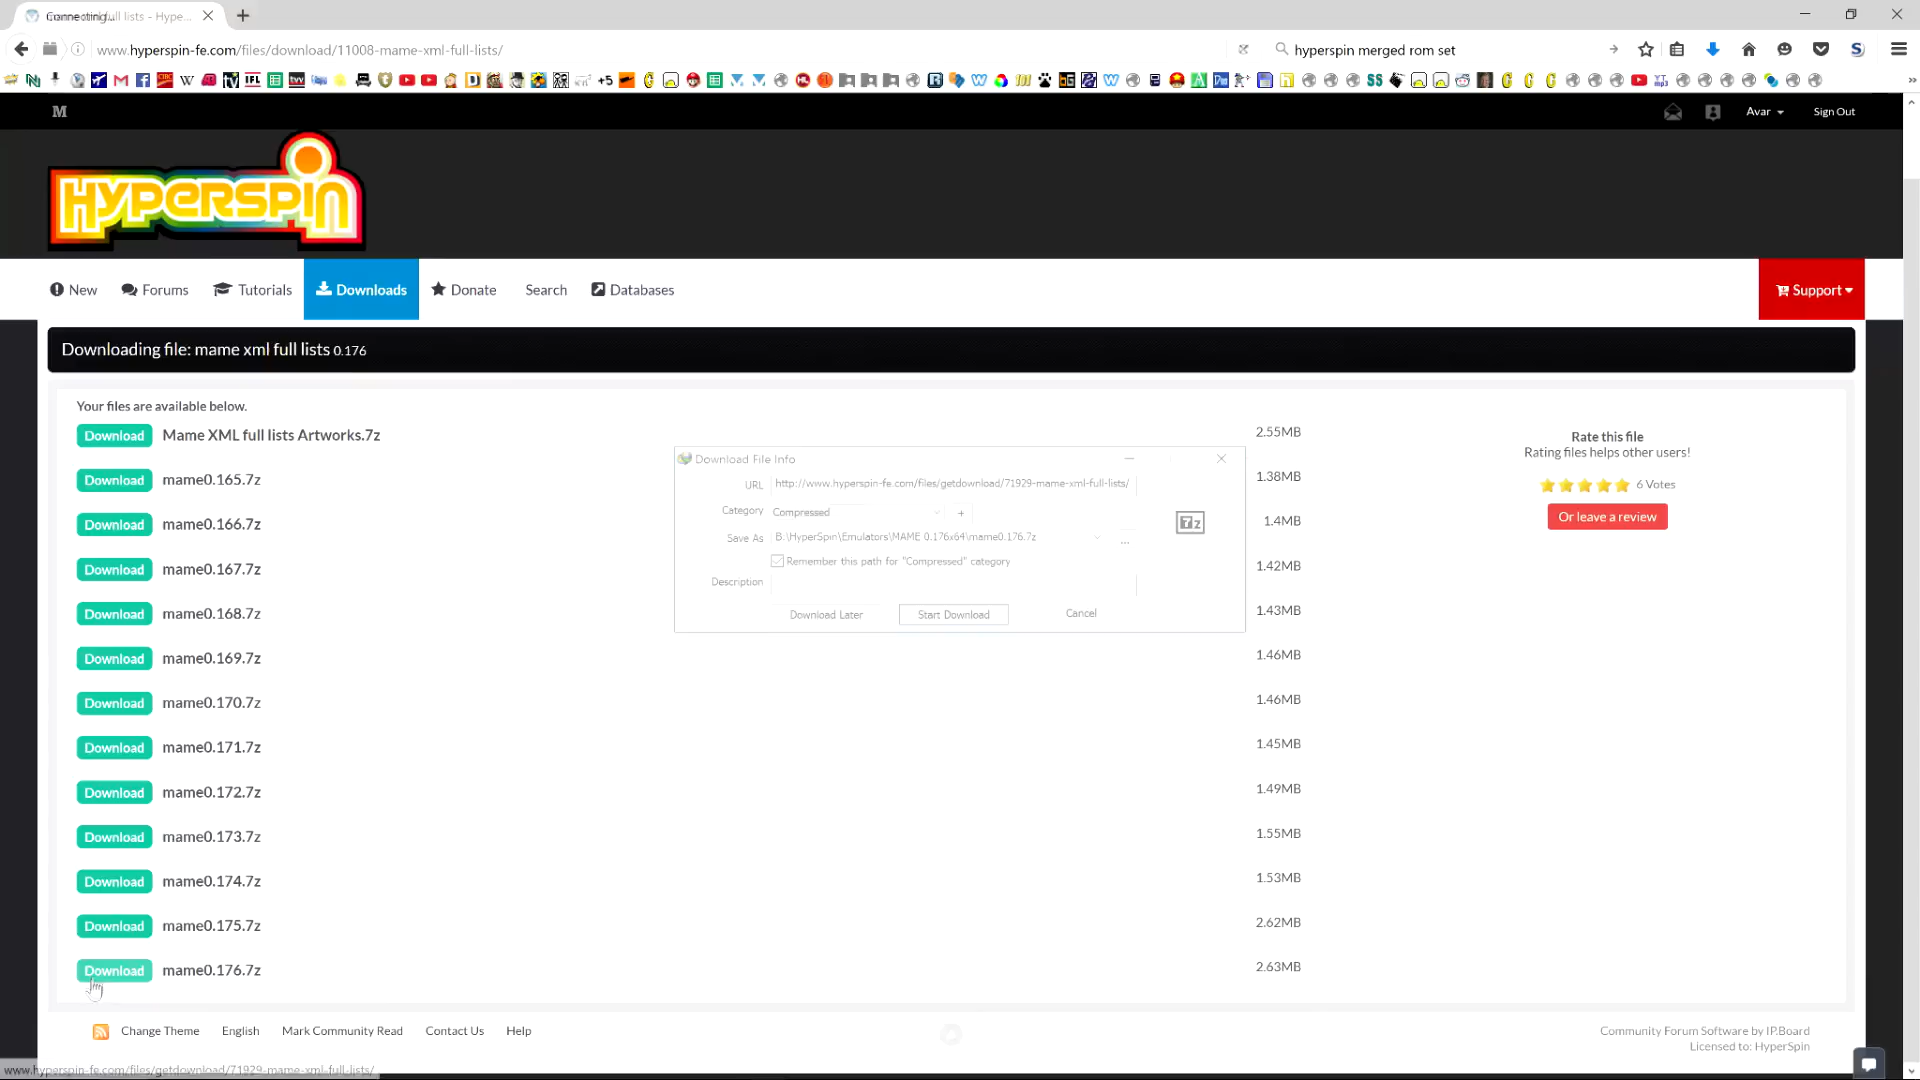 Connecting...
www.hyperspin-fe.com/files/download/11008-mame-xml-full-lists/
hyperspin merged rom set
M
Avar
Sign Out
HYPERSPIN
New
Forums
Tutorials
Downloads
Donate
Search
Databases
Support
Downloading file: mame xml full lists 0.176
Your files are available below.
Download Mame XML full lists Artworks.7z 2.55MB
Download mame0.165.7z 1.38MB
Download mame0.166.7z 1.4MB
Download mame0.167.7z 1.42MB
Download mame0.168.7z 1.43MB
Download mame0.169.7z 1.46MB
Download mame0.170.7z 1.46MB
Download mame0.171.7z 1.45MB
Download mame0.172.7z 1.49MB
Download mame0.173.7z 1.55MB
Download mame0.174.7z 1.53MB
Download mame0.175.7z 2.62MB
Download mame0.176.7z 2.63MB
Rate this file
Rating files helps other users!
6 Votes
Or leave a review
Download File Info
URL http://www.hyperspin-fe.com/files/getdownload/71929-mame-xml-full-lists/
Category Compressed +
Save As B:\HyperSpin\Emulators\MAME 0.176x64\mame0.176.7z ...
7z
Remember this path for "Compressed" category
Description
Download Later
Start Download
Cancel
Change Theme
English
Mark Community Read
Contact Us
Help
Community Forum Software by IP.Board
Licensed to: HyperSpin
www.hyperspin-fe.com/files/getdownload/71929-mame-xml-full-lists/